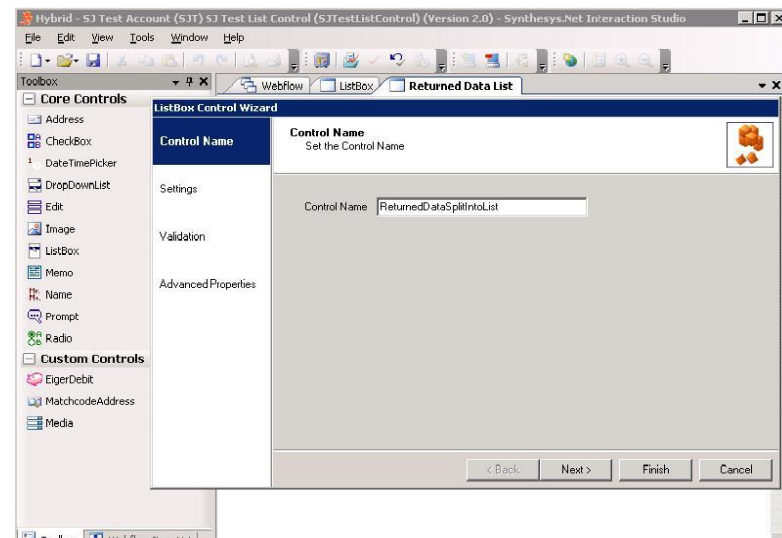 Hybrid - SJ Test Account (SJT) SJ Test List Control (SJTestListControl) (Version 2.0) - Synthesys.Net Interaction Studio
File Edit View Tools Window Help
Toolbox
Webflow ListBox Returned Data List
Core Controls
Address
CheckBox
DateTimePicker
DropDownList
Edit
Image
ListBox
Memo
Name
Prompt
Radio
Custom Controls
EigerDebit
MatchcodeAddress
Media
ListBox Control Wizard
Control Name
Settings
Validation
Advanced Properties
Control Name
Set the Control Name
Control Name ReturnedDataSplitIntoList
< Back Next > Finish Cancel